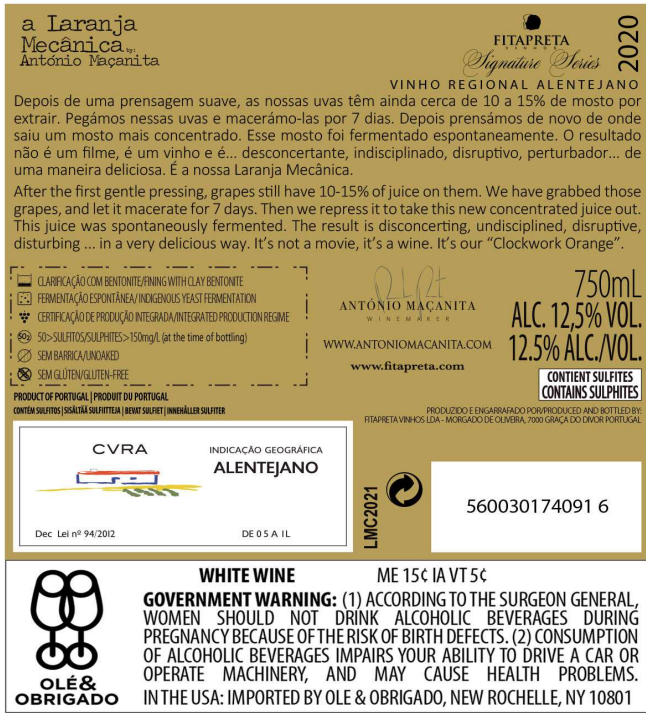 a Laranja
Mecânica by:
António Maçanita
FITAPRETA
VINHOS
Signature Series
2020
VINHO REGIONAL ALENTEJANO
Depois de uma prensagem suave, as nossas uvas têm ainda cerca de 10 a 15% de mosto por
extrair. Pegámos nessas uvas e macerámo-las por 7 dias. Depois prensámos de novo de onde
saiu um mosto mais concentrado. Esse mosto foi fermentado espontaneamente. O resultado
não é um filme, é um vinho e é... desconcertante, indisciplinado, disruptivo, perturbador... de
uma maneira deliciosa. É a nossa Laranja Mecânica.
After the first gentle pressing, grapes still have 10-15% of juice on them. We have grabbed those
grapes, and let it macerate for 7 days. Then we repress it to take this new concentrated juice out.
This juice was spontaneously fermented. The result is disconcerting, undisciplined, disruptive,
disturbing ... in a very delicious way. It's not a movie, it's a wine. It's our “Clockwork Orange”.
CLARIFICAÇÃO COM BENTONITE/FINING WITH CLAY BENTONITE
FERMENTAÇÃO ESPONTÂNEA/ INDIGENOUS YEAST FERMENTATION
CERTIFICAÇÃO DE PRODUÇÃO INTEGRADA/INTEGRATED PRODUCTION REGIME
50>SULFITOS/SULPHITES>150mg/L (at the time of bottling)
SEM BARRICA/UNOAKED
SEM GLÚTEN/GLUTEN-FREE
PRODUCT OF PORTUGAL | PRODUIT DU PORTUGAL
CONTÉM SULFITOS | SISÄLTÄÄ SULFIITTEJA | BEVAT SULFIET | INNEHÅLLER SULFITER
ANTÓNIO MAÇANITA
WINEMAKER
WWW.ANTONIOMACANITA.COM
www.fitapreta.com
750mL
ALC. 12,5% VOL.
12.5% ALC./VOL.
CONTIENT SULFITES
CONTAINS SULPHITES
PRODUZIDO E ENGARRAFADO POR/PRODUCED AND BOTTLED BY:
FITAPRETA VINHOS LDA - MORGADO DE OLIVEIRA, 7000 GRAÇA DO DIVOR PORTUGAL
CVRA
INDICAÇÃO GEOGRÁFICA
ALENTEJANO
Dec Lei nº 94/2012
DE 0 5 A 1L
LMC2021
560030174091 6
OLÉ &
OBRIGADO
WHITE WINE ME 15¢ IA VT 5¢
GOVERNMENT WARNING: (1) ACCORDING TO THE SURGEON GENERAL,
WOMEN SHOULD NOT DRINK ALCOHOLIC BEVERAGES DURING
PREGNANCY BECAUSE OF THE RISK OF BIRTH DEFECTS. (2) CONSUMPTION
OF ALCOHOLIC BEVERAGES IMPAIRS YOUR ABILITY TO DRIVE A CAR OR
OPERATE MACHINERY, AND MAY CAUSE HEALTH PROBLEMS.
IN THE USA: IMPORTED BY OLE & OBRIGADO, NEW ROCHELLE, NY 10801